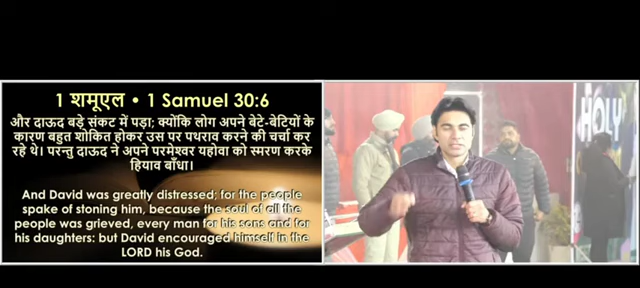 1 शमूएल • 1 Samuel 30:6
और दाऊद बड़े संकट में पड़ा; क्योंकि लोग अपने बेटे-बेटियों के
कारण बहुत शोकित होकर उस पर पथराव करने की चर्चा कर
रहे थे। परन्तु दाऊद ने अपने परमेश्वर यहोवा को स्मरण करके
हियाव बाँधा।
And David was greatly distressed; for the people
spake of stoning him, because the soul of all the
people was grieved, every man for his sons and for
his daughters: but David encouraged himself in the
LORD his God.
HOLY